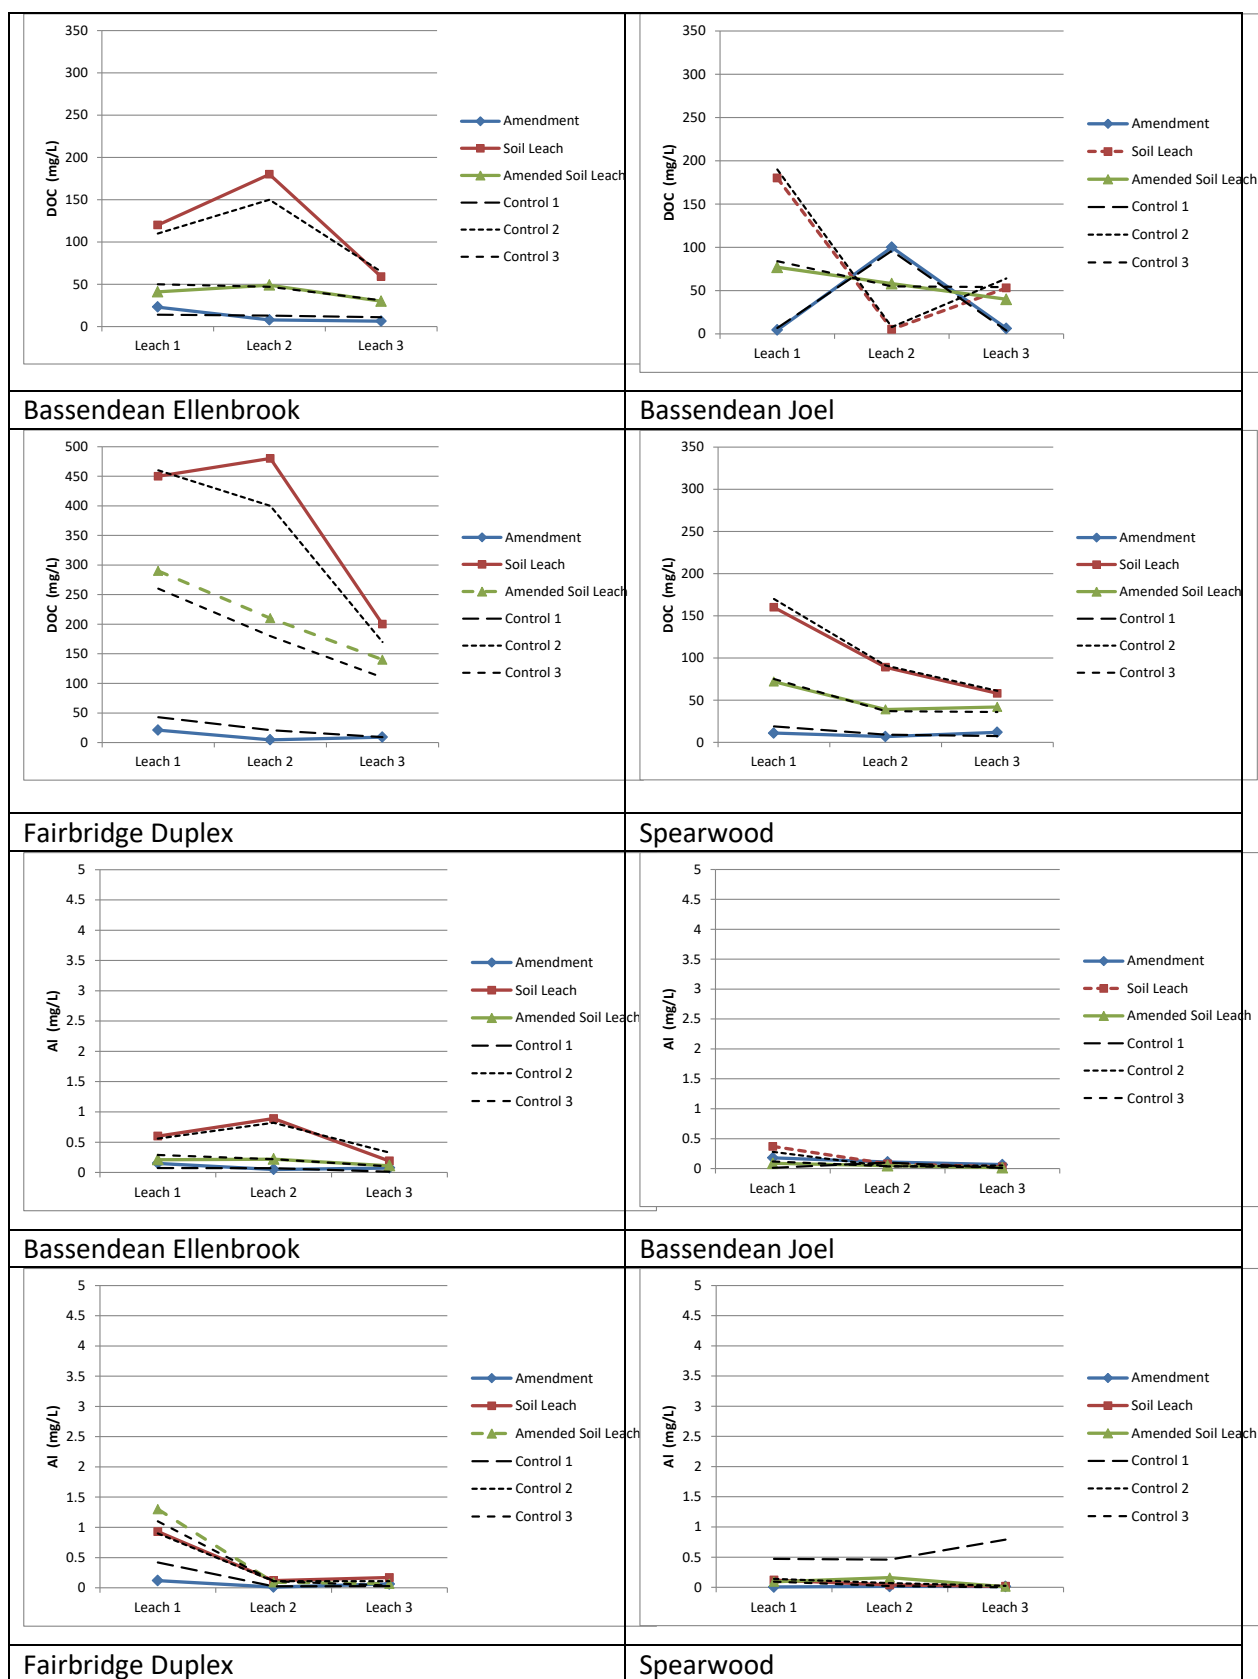 350
300
250
200
150
100
50
0
DOC (mg/L)
Leach 1 Leach 2 Leach 3
Amendment
Soil Leach
Amended Soil Leach
Control 1
Control 2
Control 3
350
300
250
200
150
100
50
0
DOC (mg/L)
Leach 1 Leach 2 Leach 3
Amendment
Soil Leach
Amended Soil Leach
Control 1
Control 2
Control 3
Bassendean Ellenbrook
Bassendean Joel
500
450
400
350
300
250
200
150
100
50
0
DOC (mg/L)
Leach 1 Leach 2 Leach 3
Amendment
Soil Leach
Amended Soil Leach
Control 1
Control 2
Control 3
350
300
250
200
150
100
50
0
DOC (mg/L)
Leach 1 Leach 2 Leach 3
Amendment
Soil Leach
Amended Soil Leach
Control 1
Control 2
Control 3
Fairbridge Duplex
Spearwood
5
4.5
4
3.5
3
2.5
2
1.5
1
0.5
0
Al (mg/L)
Leach 1 Leach 2 Leach 3
Amendment
Soil Leach
Amended Soil Leach
Control 1
Control 2
Control 3
5
4.5
4
3.5
3
2.5
2
1.5
1
0.5
0
Al (mg/L)
Leach 1 Leach 2 Leach 3
Amendment
Soil Leach
Amended Soil Leach
Control 1
Control 2
Control 3
Bassendean Ellenbrook
Bassendean Joel
5
4.5
4
3.5
3
2.5
2
1.5
1
0.5
0
Al (mg/L)
Leach 1 Leach 2 Leach 3
Amendment
Soil Leach
Amended Soil Leach
Control 1
Control 2
Control 3
5
4.5
4
3.5
3
2.5
2
1.5
1
0.5
0
Al (mg/L)
Leach 1 Leach 2 Leach 3
Amendment
Soil Leach
Amended Soil Leach
Control 1
Control 2
Control 3
Fairbridge Duplex
Spearwood